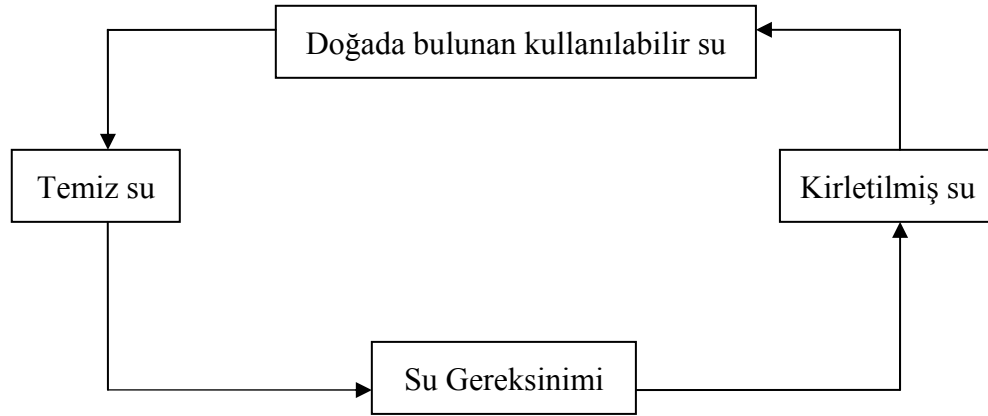 Doğada bulunan kullanılabilir su
Temiz su
Kirletilmiş su
Su Gereksinimi